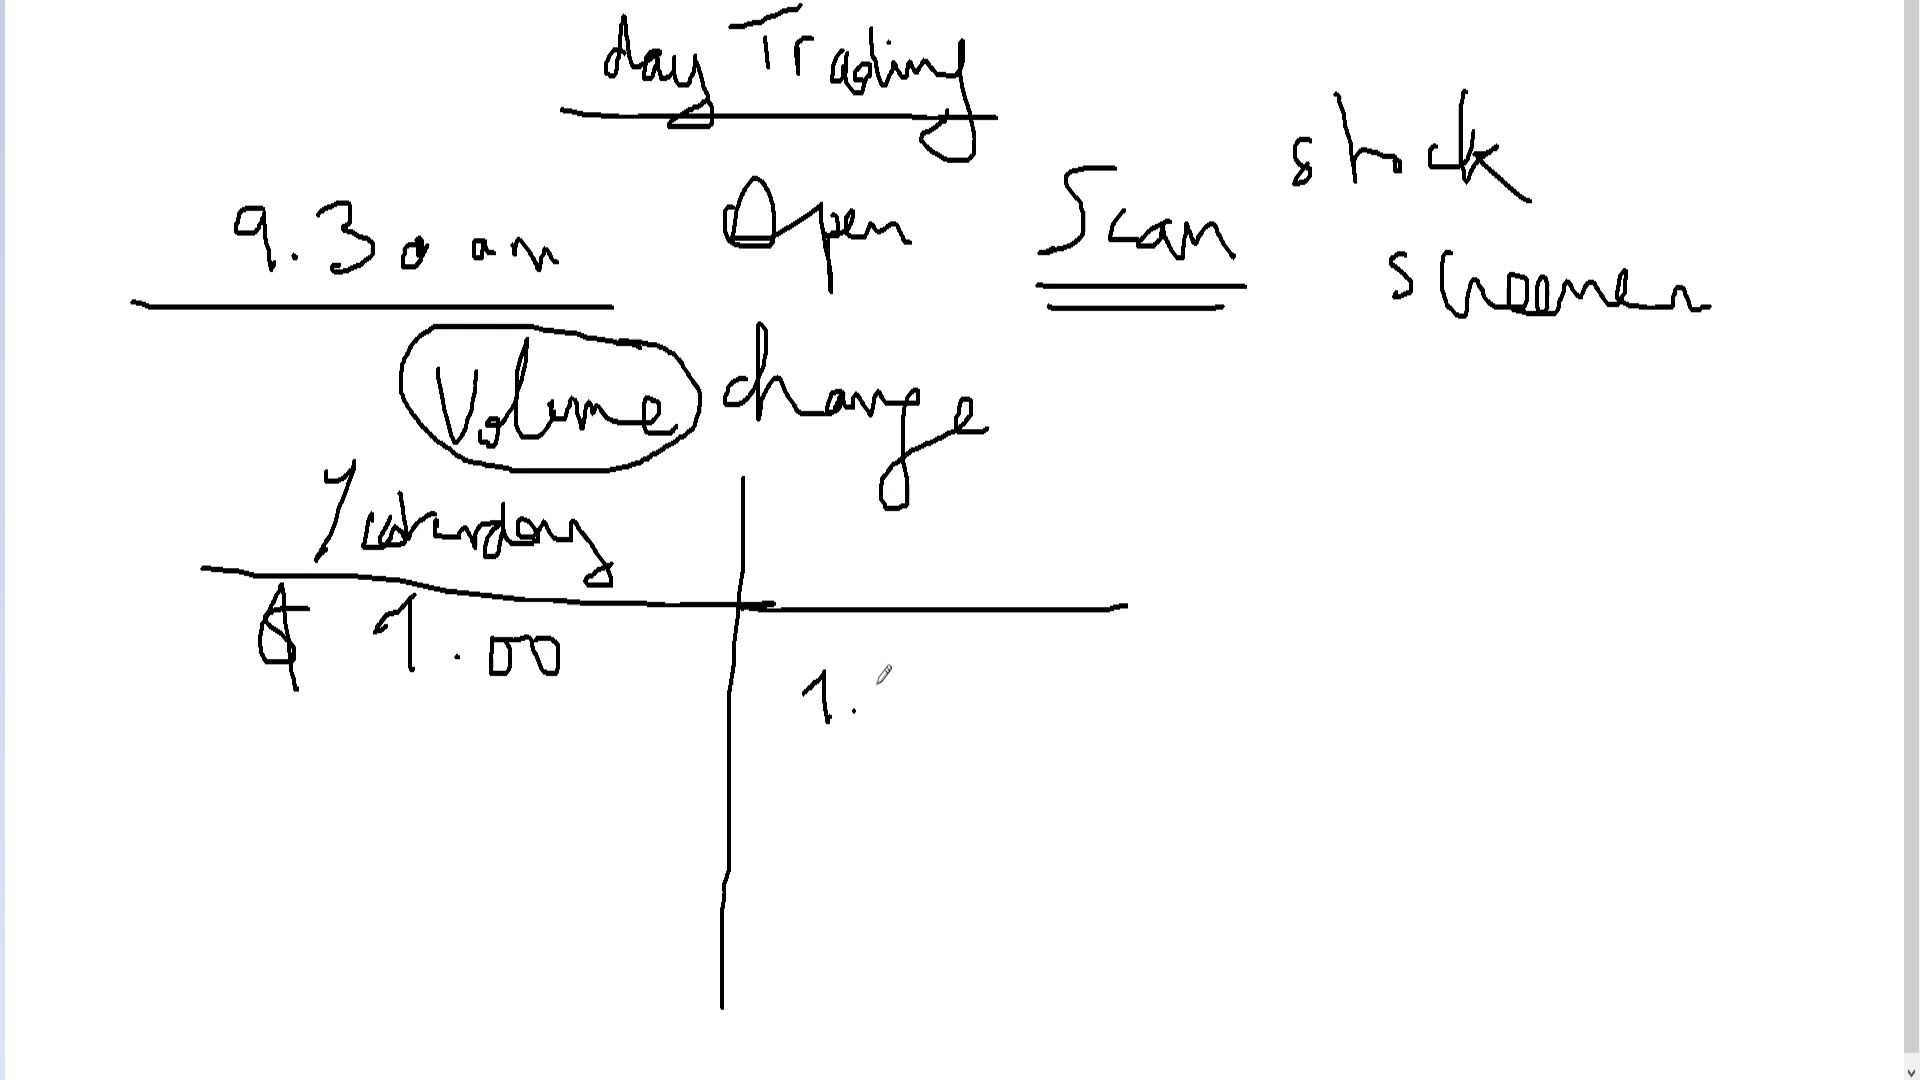 day Trading
9.30 am Open Scan
stock
screener
Volume change
Yesterday
$ 1.00
1.